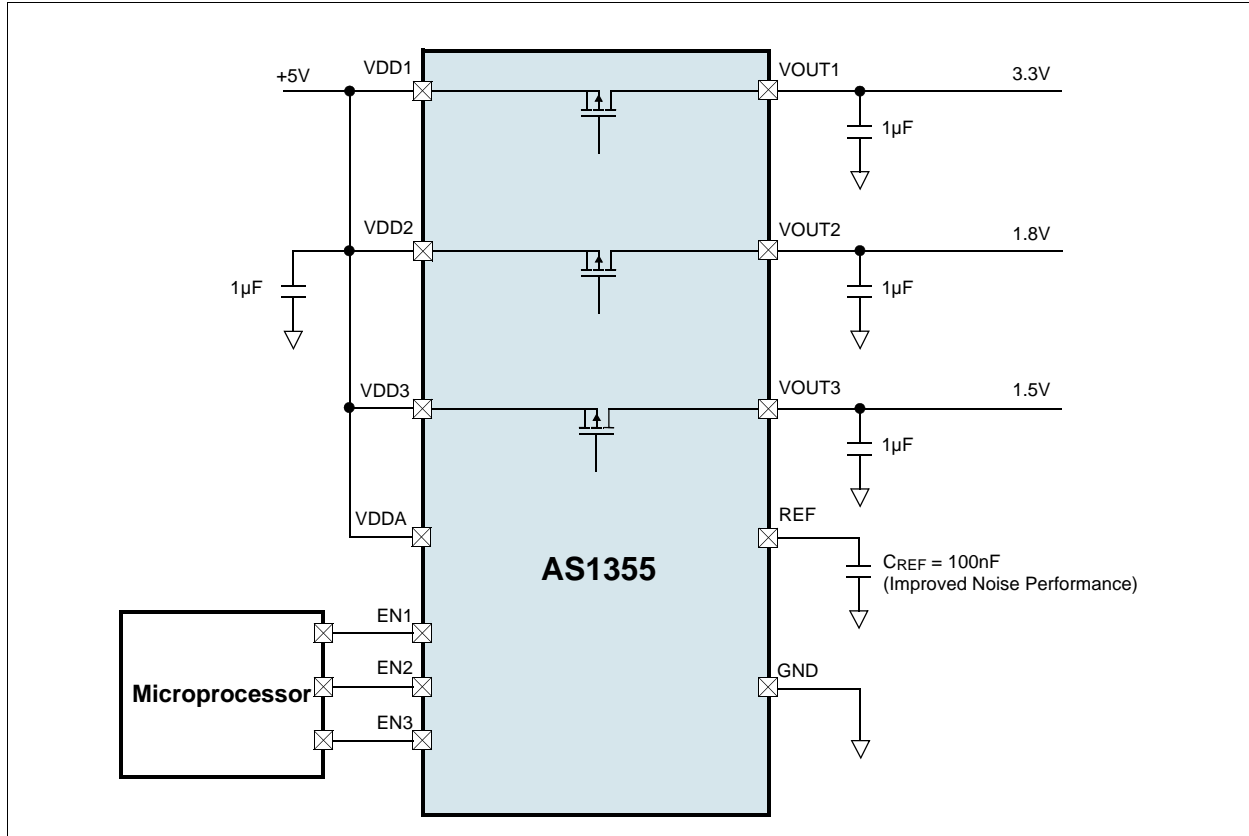 +5V
VDD1
VOUT1
3.3V
1µF
VDD2
VOUT2
1.8V
1µF
1µF
VDD3
VOUT3
1.5V
1µF
VDDA
REF
AS1355
CREF = 100nF
(Improved Noise Performance)
EN1
EN2
GND
Microprocessor
EN3